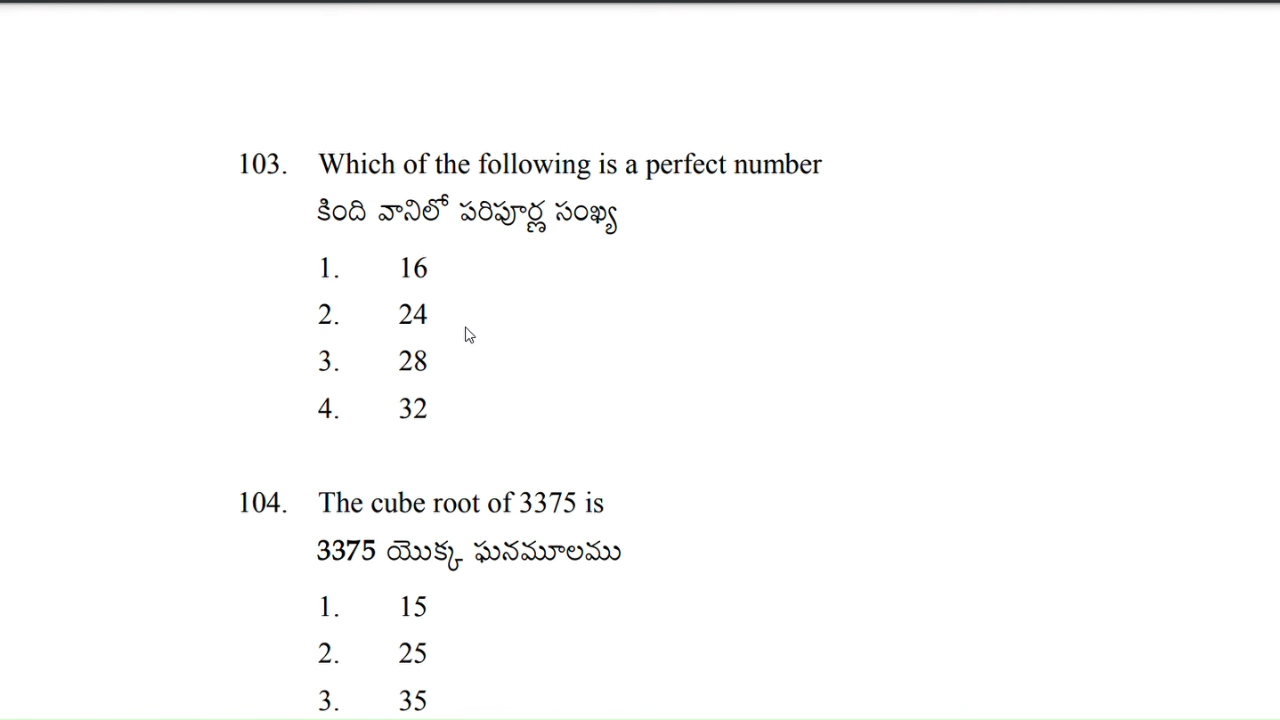 103. Which of the following is a perfect number
కింది వానిలో పరిపూర్ణ సంఖ్య
1. 16
2. 24
3. 28
4. 32
104. The cube root of 3375 is
3375 యొక్క ఘనమూలము
1. 15
2. 25
3. 35